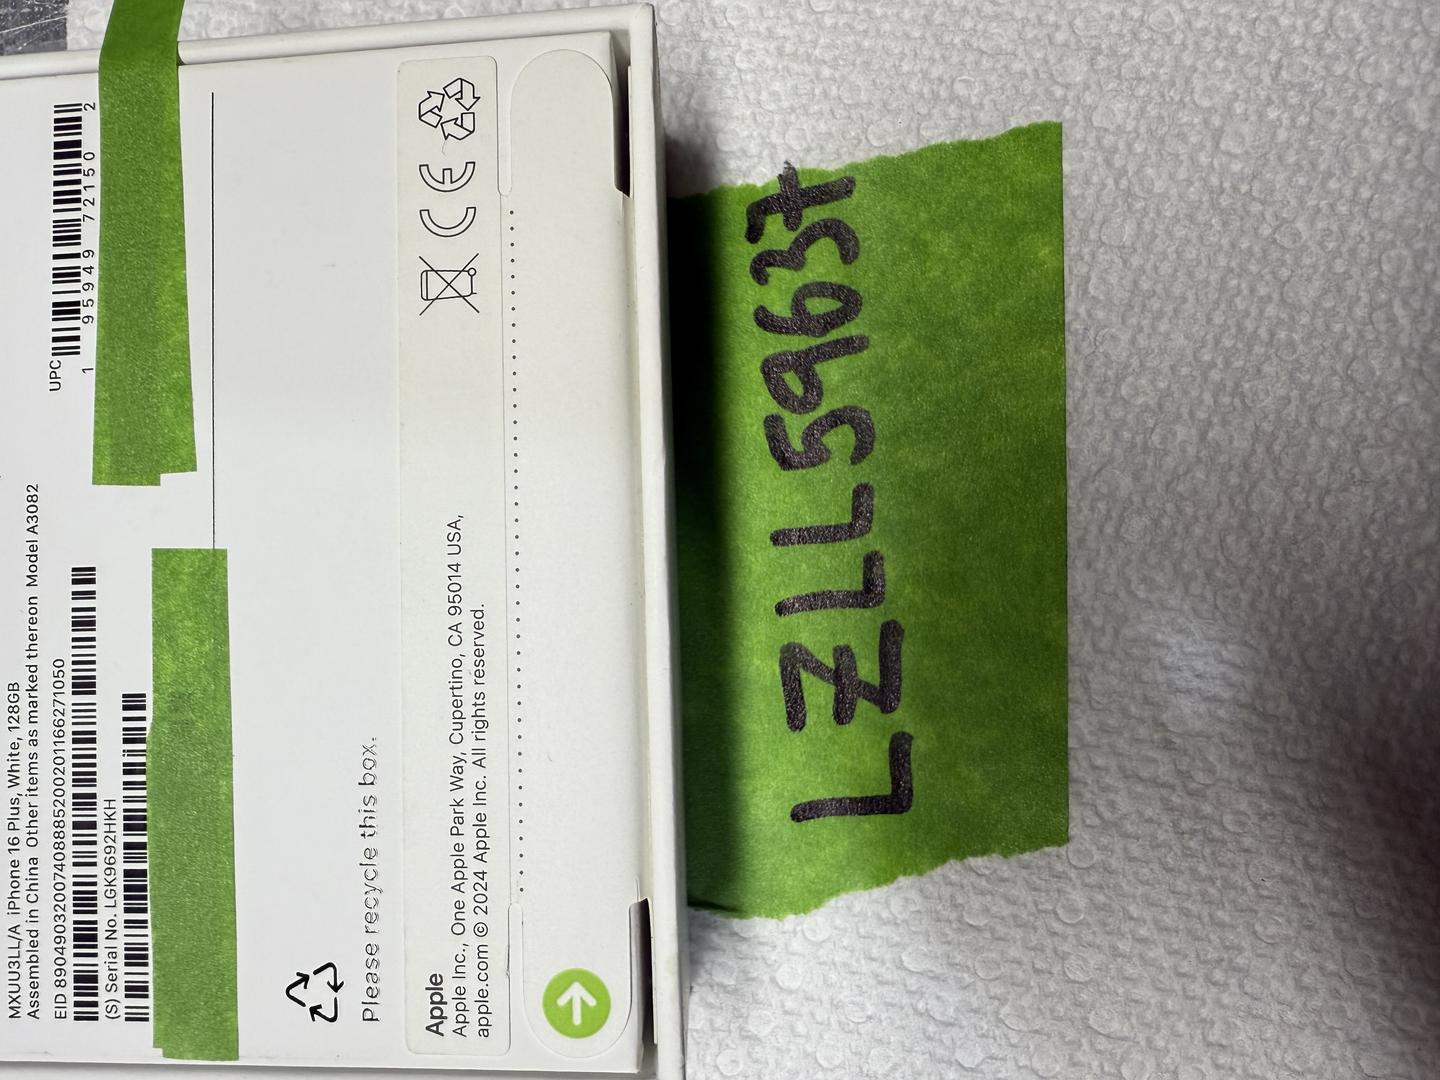 MXUU3LL/A iPhone 16 Plus, White, 128GB
Assembled in China Other items as marked thereon Model A3082
EID 89049032007408885200201166271050
(S) Serial No. LGK9692HKH
UPC
1 95949 72150 2
Please recycle this box.
Apple
Apple Inc., One Apple Park Way, Cupertino, CA 95014 USA,
apple.com © 2024 Apple Inc. All rights reserved.
CE
LZLL59637